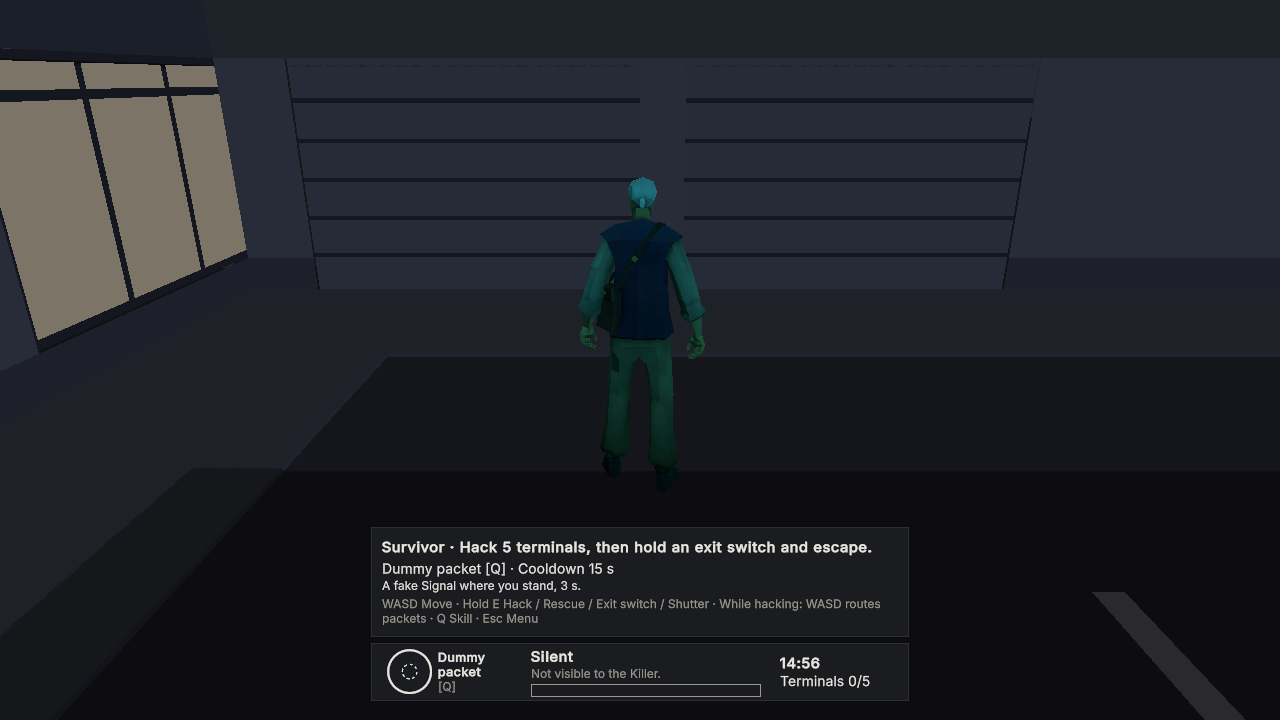 Survivor · Hack 5 terminals, then hold an exit switch and escape.
Dummy packet [Q] · Cooldown 15 s
A fake Signal where you stand, 3 s.
WASD Move · Hold E Hack / Rescue / Exit switch / Shutter · While hacking: WASD routes
packets · Q Skill · Esc Menu
Dummy
packet
[Q]
Silent
Not visible to the Killer.
14:56
Terminals 0/5